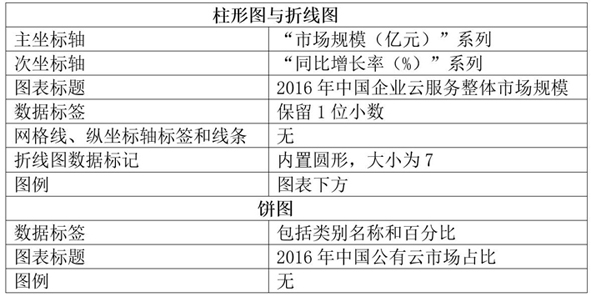 柱形图与折线图
主坐标轴 “市场规模（亿元）”系列
次坐标轴 “同比增长率（%）”系列
图表标题 2016 年中国企业云服务整体市场规模
数据标签 保留 1 位小数
网格线、纵坐标轴标签和线条 无
折线图数据标记 内置圆形，大小为 7
图例 图表下方
饼图
数据标签 包括类别名称和百分比
图表标题 2016 年中国公有云市场占比
图例 无